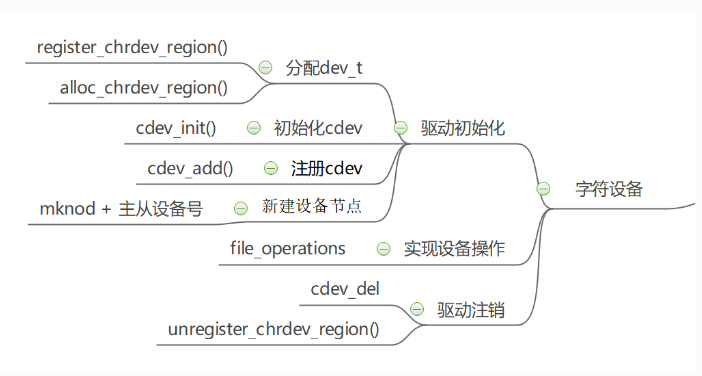 register_chrdev_region()
分配dev_t
alloc_chrdev_region()
cdev_init()
初始化cdev
驱动初始化
cdev_add()
注册cdev
字符设备
mknod + 主从设备号
新建设备节点
file_operations
实现设备操作
cdev_del
驱动注销
unregister_chrdev_region()